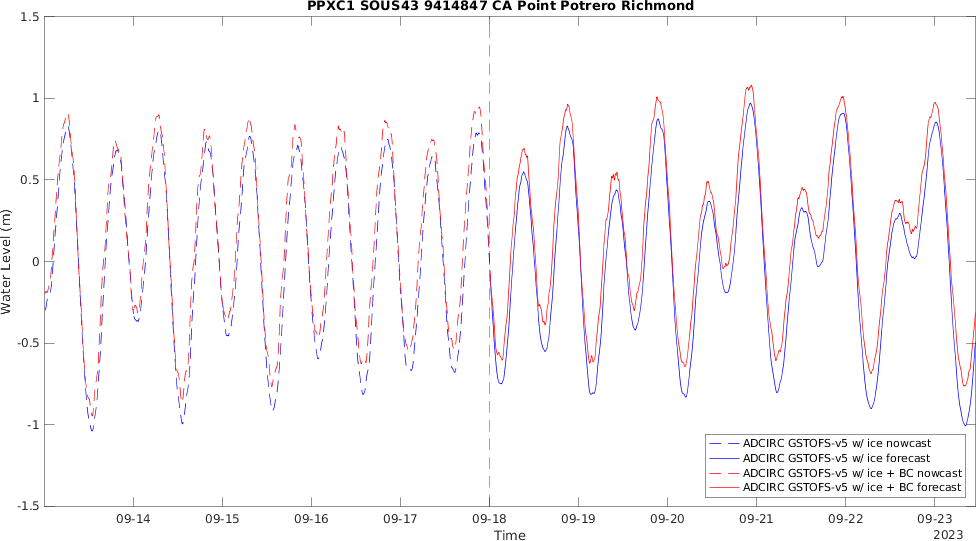 PPXC1 SOUS43 9414847 CA Point Potrero Richmond
1.5
1
0.5
0
-0.5
-1
-1.5
Water Level (m)
ADCIRC GSTOFS-v5 w/ ice nowcast
ADCIRC GSTOFS-v5 w/ ice forecast
ADCIRC GSTOFS-v5 w/ ice + BC nowcast
ADCIRC GSTOFS-v5 w/ ice + BC forecast
09-14 09-15 09-16 09-17 09-18 09-19 09-20 09-21 09-22 09-23
Time
2023